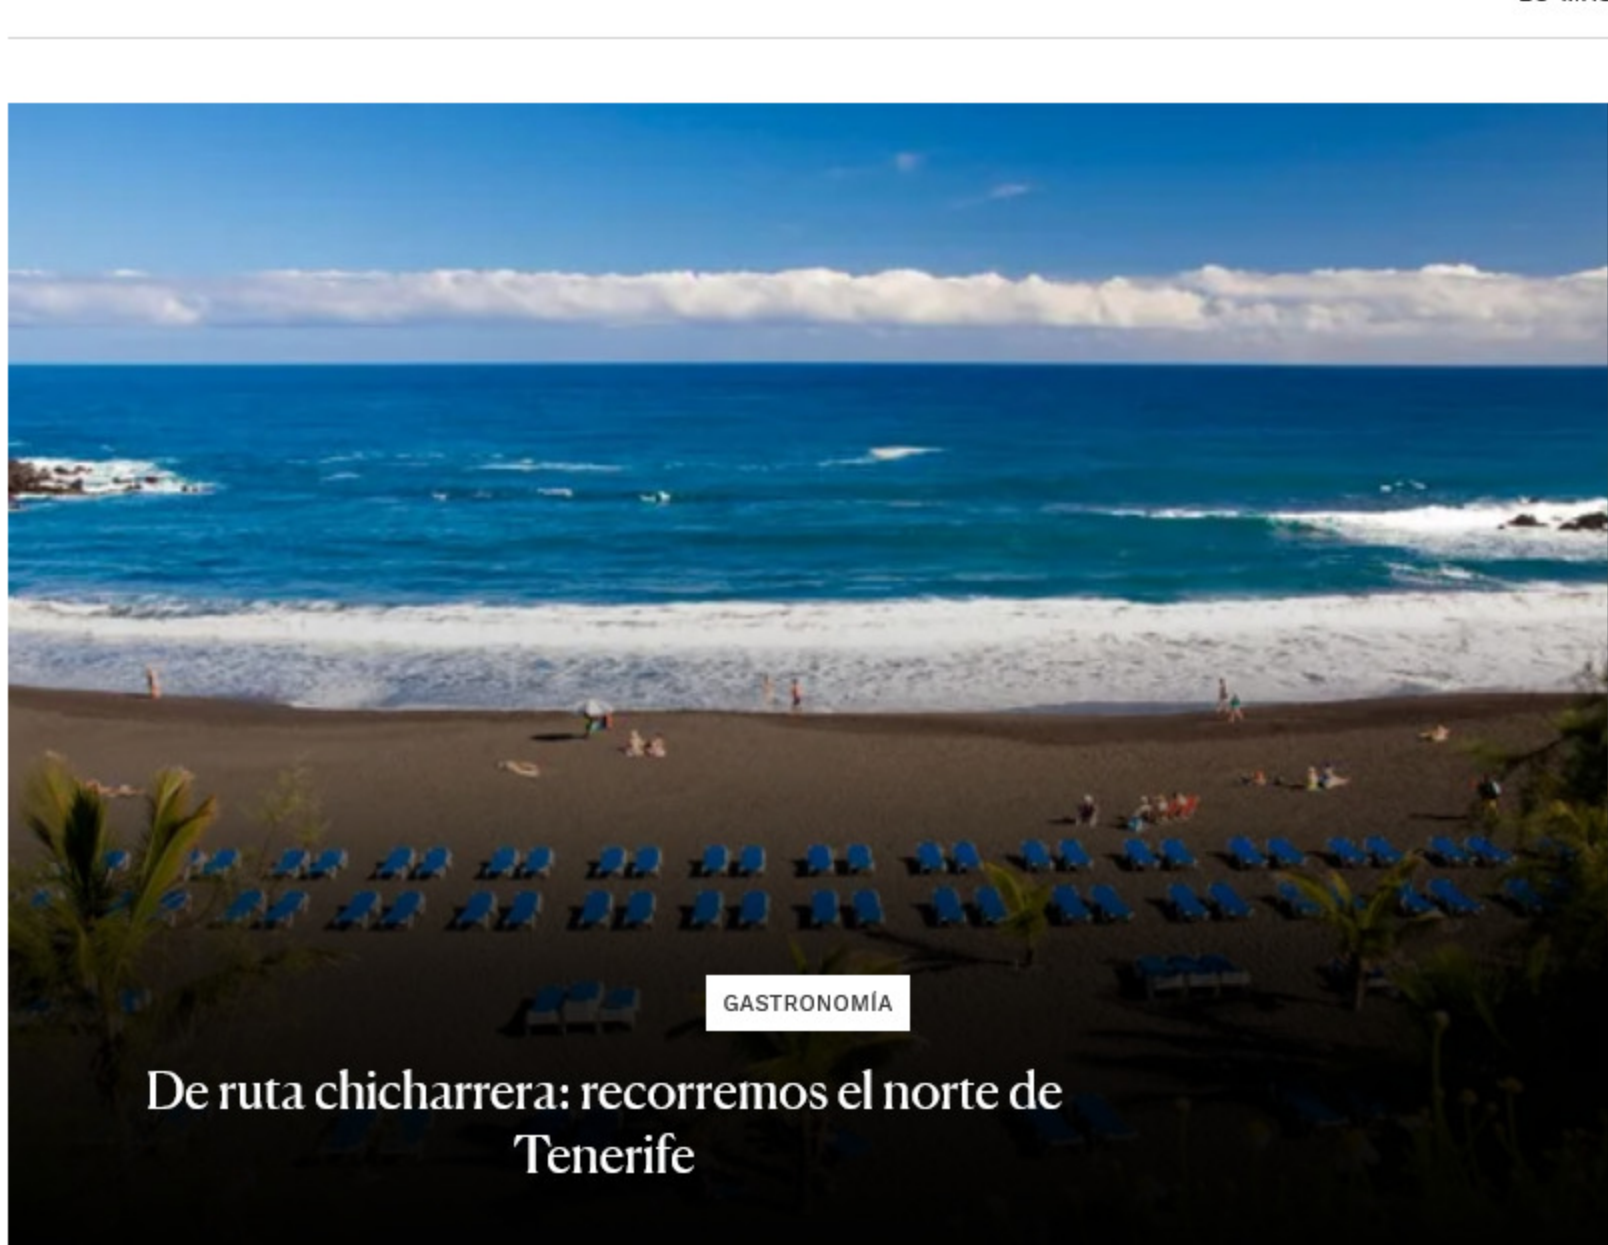 GASTRONOMÍA
De ruta chicharrera: recorremos el norte de
Tenerife